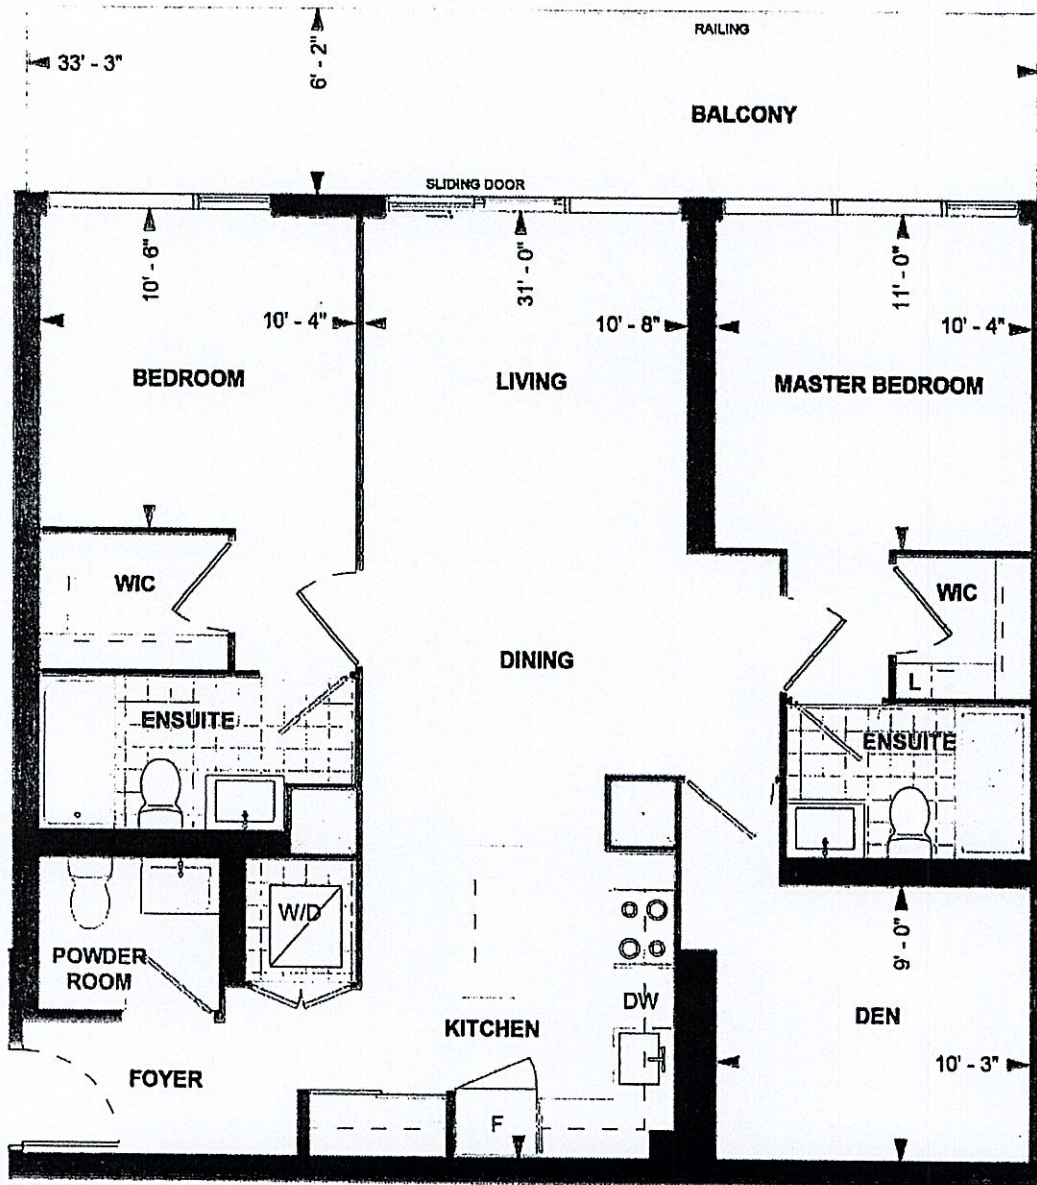 RAILING
33' - 3"
6' - 2"
BALCONY
SLIDING DOOR
10' - 6"
31' - 0"
11' - 0"
10' - 4"
10' - 8"
10' - 4"
BEDROOM
LIVING
MASTER BEDROOM
WIC
WIC
DINING
L
ENSUITE
ENSUITE
W/D
POWDER
ROOM
9' - 0"
DW
DEN
KITCHEN
10' - 3"
FOYER
F